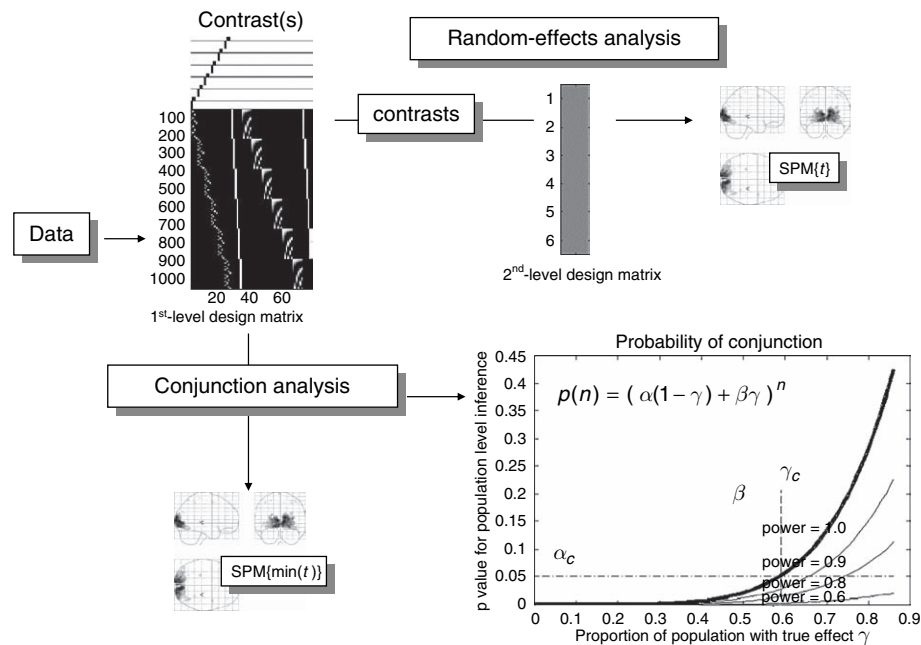 Contrast(s)
Random-effects analysis
contrasts
100
200
300
400
500
600
700
800
900
1000
20 40 60
1st-level design matrix
Data
1
2
3
4
5
6
2nd-level design matrix
SPM{t}
Conjunction analysis
SPM{min(t)}
Probability of conjunction
p value for population level inference
0.45
0.4
0.35
0.3
0.25
0.2
0.15
0.1
0.05
0
p(n) = (α(1−γ) + βγ)ⁿ
γc
β
αc
power = 1.0
power = 0.9
power = 0.8
power = 0.6
0 0.1 0.2 0.3 0.4 0.5 0.6 0.7 0.8 0.9
Proportion of population with true effect γ